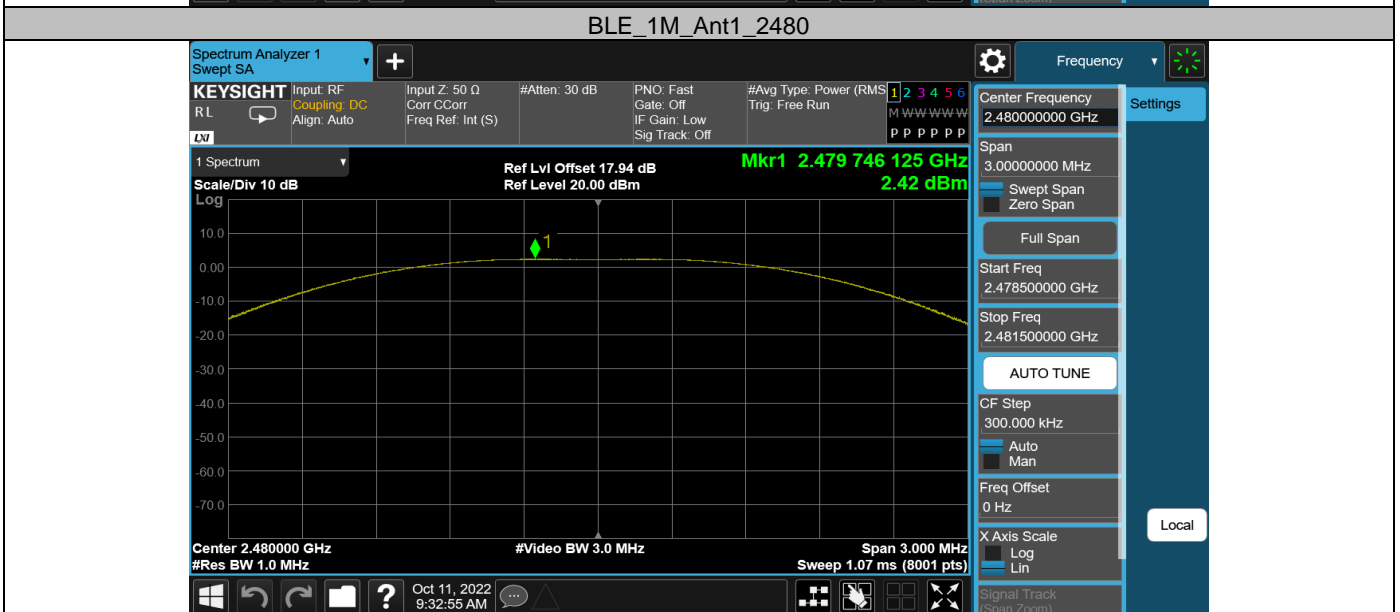 (Span Zoom)
BLE_1M_Ant1_2480
Spectrum Analyzer 1
Swept SA
Frequency
KEYSIGHT
RL
LXI
Input: RF
Coupling: DC
Align: Auto
Input Z: 50 Ω
Corr CCorr
Freq Ref: Int (S)
#Atten: 30 dB
PNO: Fast
Gate: Off
IF Gain: Low
Sig Track: Off
#Avg Type: Power (RMS
Trig: Free Run
1 2 3 4 5 6
M W W W W W
P P P P P P
1 Spectrum
Scale/Div 10 dB
Ref Lvl Offset 17.94 dB
Ref Level 20.00 dBm
Mkr1 2.479 746 125 GHz
2.42 dBm
Log
1
10.0
0.00
-10.0
-20.0
-30.0
-40.0
-50.0
-60.0
-70.0
Center 2.480000 GHz
#Video BW 3.0 MHz
Span 3.000 MHz
#Res BW 1.0 MHz
Sweep 1.07 ms (8001 pts)
Center Frequency
2.480000000 GHz
Settings
Span
3.00000000 MHz
Swept Span
Zero Span
Full Span
Start Freq
2.478500000 GHz
Stop Freq
2.481500000 GHz
AUTO TUNE
CF Step
300.000 kHz
Auto
Man
Freq Offset
0 Hz
X Axis Scale
Log
Lin
Local
Signal Track
(Span Zoom)
?
Oct 11, 2022
9:32:55 AM